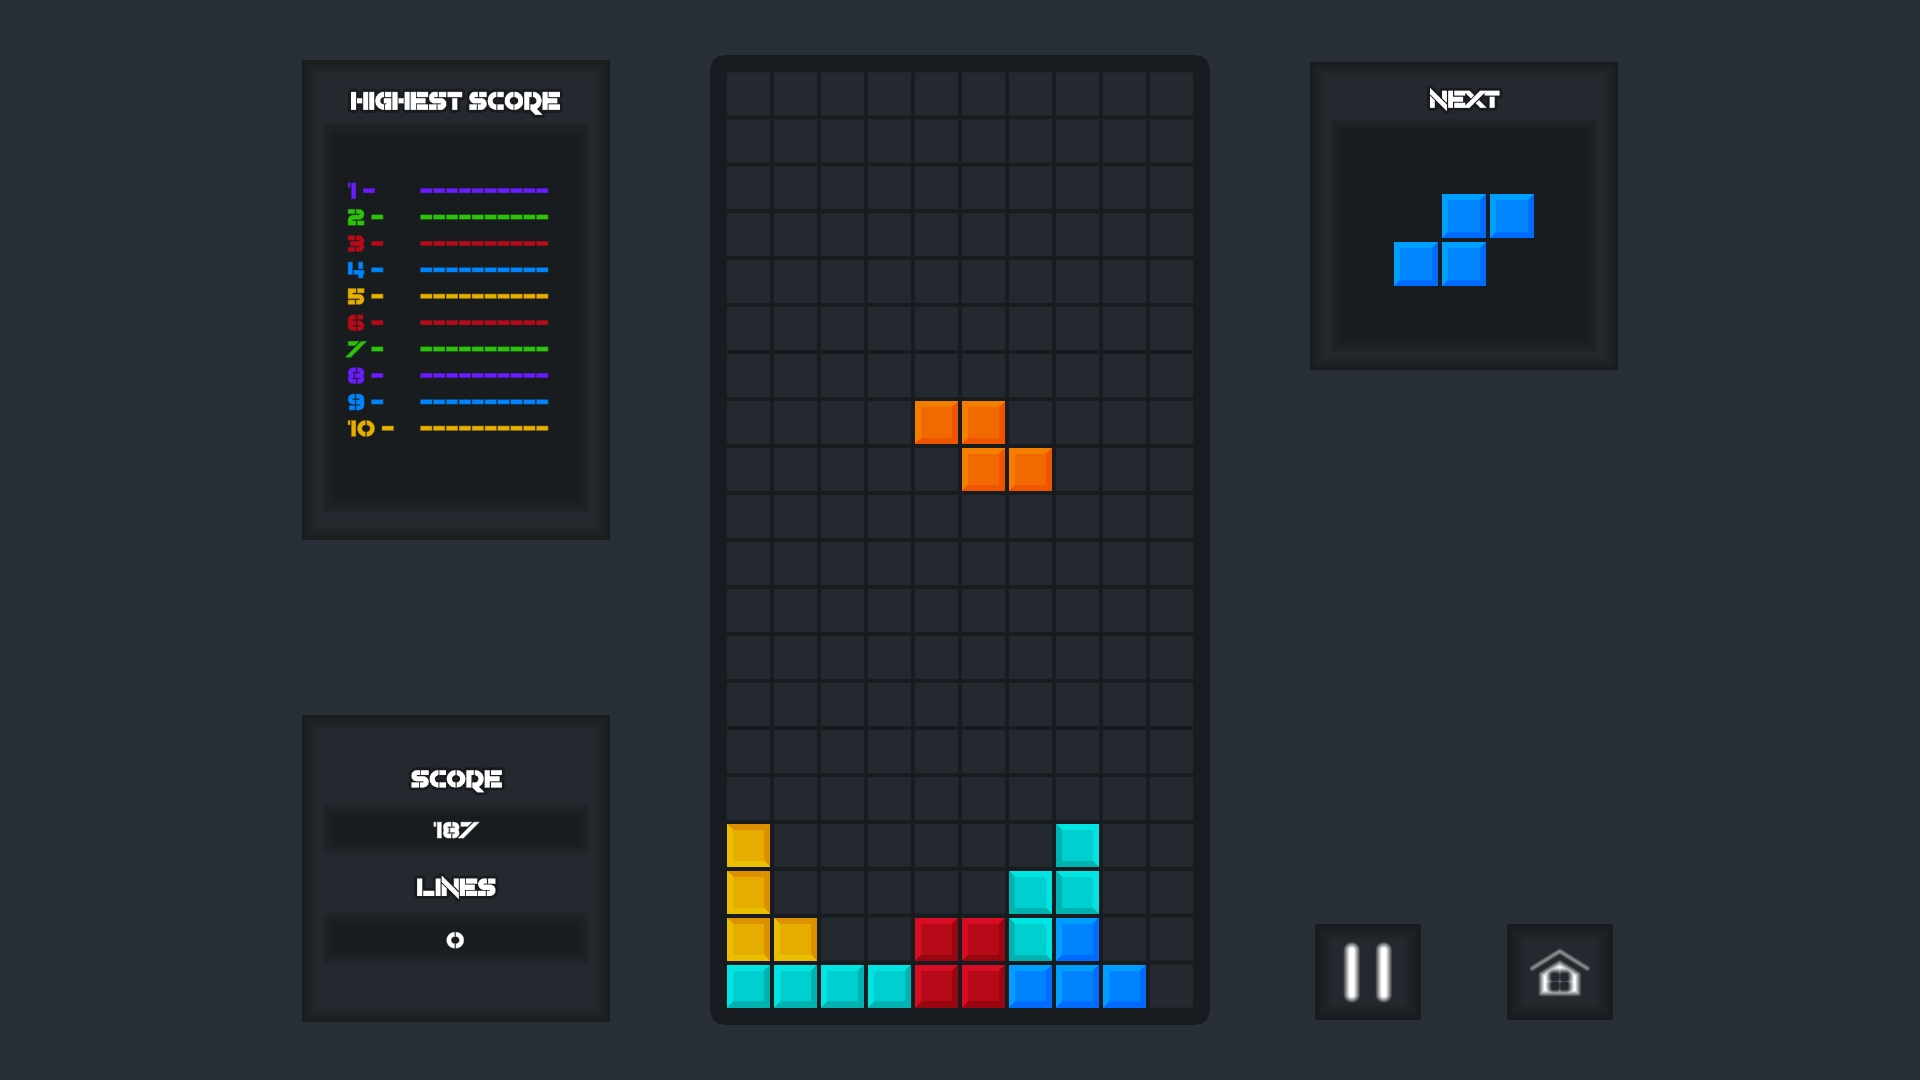 HIGHEST SCORE
1 - ----------
2 - ----------
3 - ----------
4 - ----------
5 - ----------
6 - ----------
7 - ----------
8 - ----------
9 - ----------
10 - ----------
NEXT
SCORE
187
LINES
0